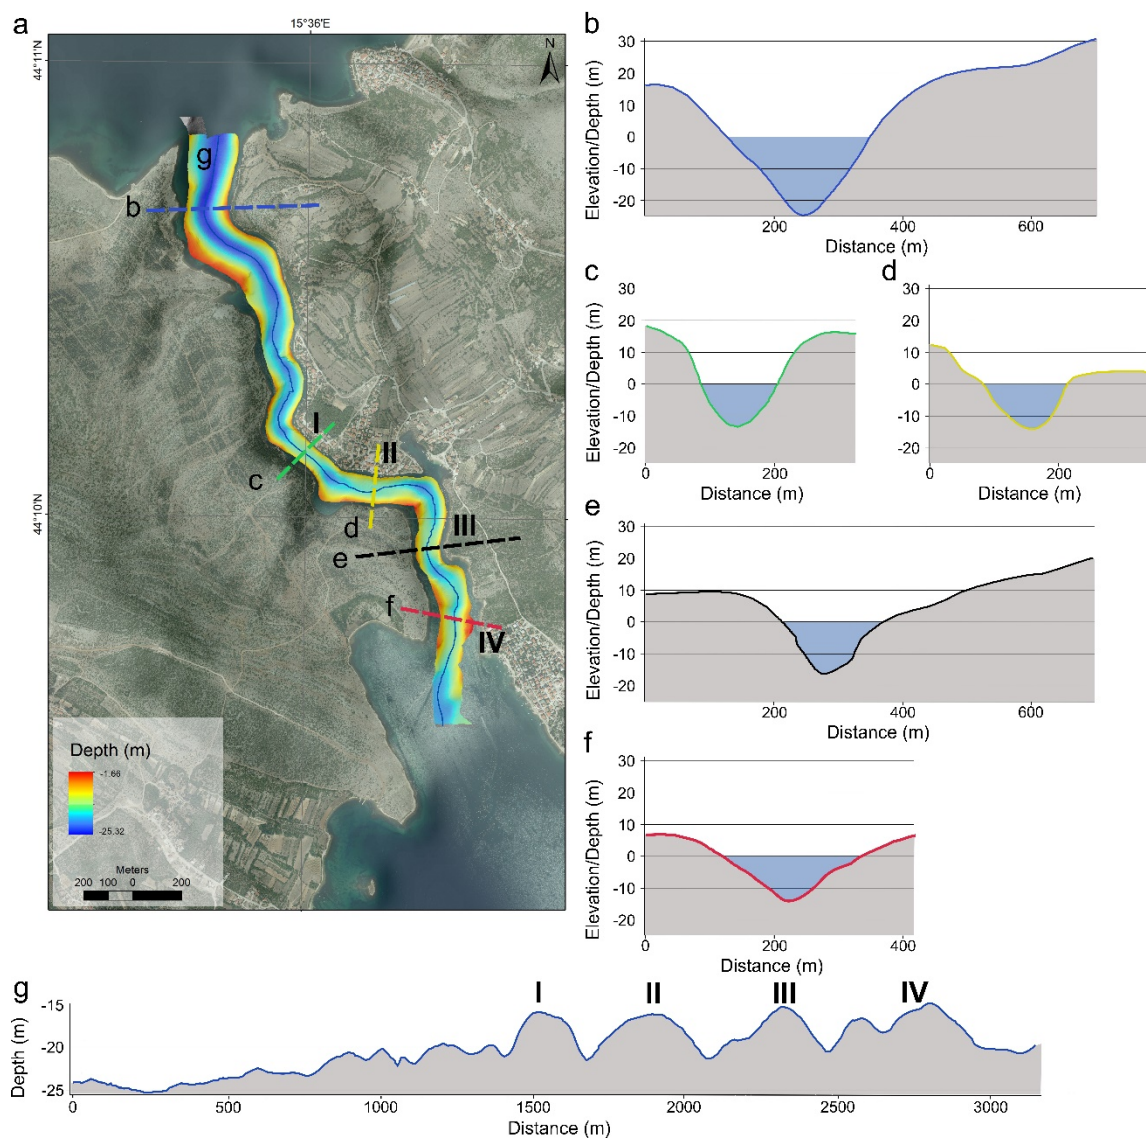 a
15°36'E
44°11'N
N
g
b
I
II
c
d
44°10'N
III
e
f
IV
Depth (m)
-1.66
-25.32
Meters
200 100 0 200
b
Elevation/Depth (m)
30
20
10
0
-10
-20
200 400 600
Distance (m)
c
Elevation/Depth (m)
30
20
10
0
-10
-20
0 200
Distance (m)
d
30
20
10
0
-10
-20
0 200
Distance (m)
e
Elevation/Depth (m)
30
20
10
0
-10
-20
200 400 600
Distance (m)
f
Elevation/Depth (m)
30
20
10
0
-10
-20
0 200 400
Distance (m)
g
I II III IV
Depth (m)
-15
-20
-25
0 500 1000 1500 2000 2500 3000
Distance (m)